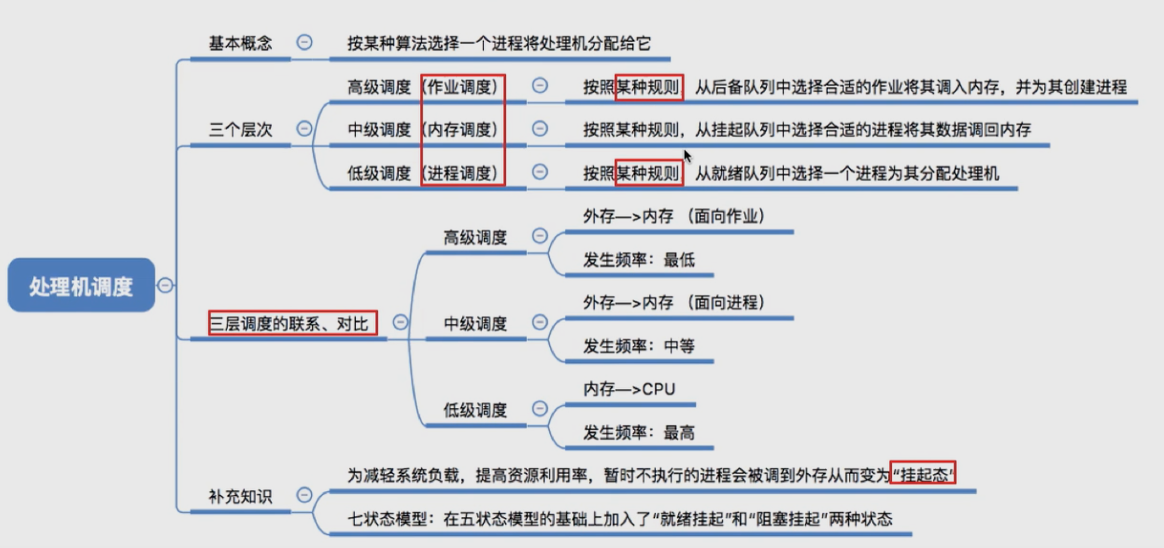 处理机调度
基本概念
按某种算法选择一个进程将处理机分配给它
三个层次
高级调度（作业调度）
按照某种规则，从后备队列中选择合适的作业将其调入内存，并为其创建进程
中级调度（内存调度）
按照某种规则，从挂起队列中选择合适的进程将其数据调回内存
低级调度（进程调度）
按照某种规则，从就绪队列中选择一个进程为其分配处理机
三层调度的联系、对比
高级调度
外存—>内存 （面向作业）
发生频率：最低
中级调度
外存—>内存 （面向进程）
发生频率：中等
低级调度
内存—>CPU
发生频率：最高
补充知识
为减轻系统负载，提高资源利用率，暂时不执行的进程会被调到外存从而变为“挂起态”
七状态模型：在五状态模型的基础上加入了“就绪挂起”和“阻塞挂起”两种状态